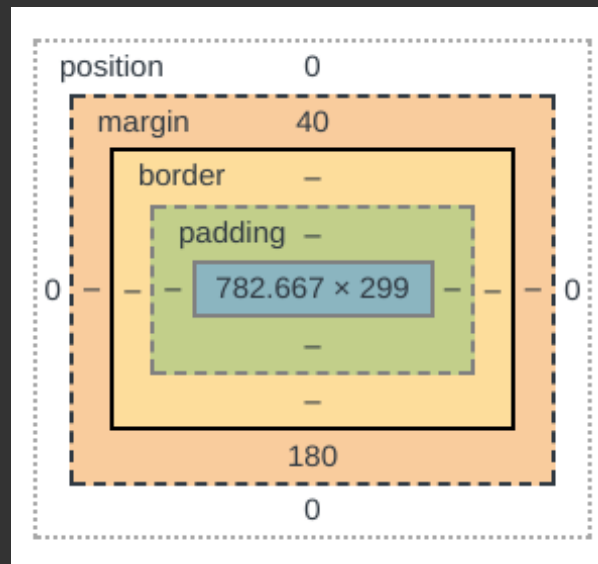 position 0
margin 40
border –
padding –
0 – – – 782.667 × 299 – – – 0
–
–
180
0